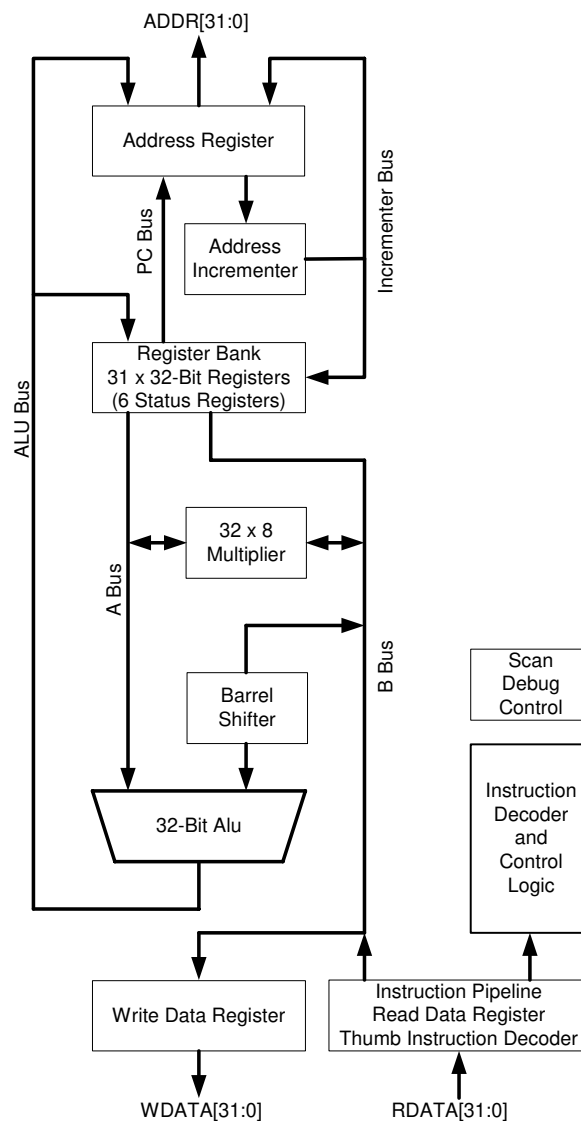 ADDR[31:0]
Address Register
PC Bus
Address
Incrementer
Incrementer Bus
Register Bank
31 x 32-Bit Registers
(6 Status Registers)
ALU Bus
A Bus
32 x 8
Multiplier
B Bus
Barrel
Shifter
Scan
Debug
Control
32-Bit Alu
Instruction
Decoder
and
Control
Logic
Write Data Register
Instruction Pipeline
Read Data Register
Thumb Instruction Decoder
WDATA[31:0]
RDATA[31:0]